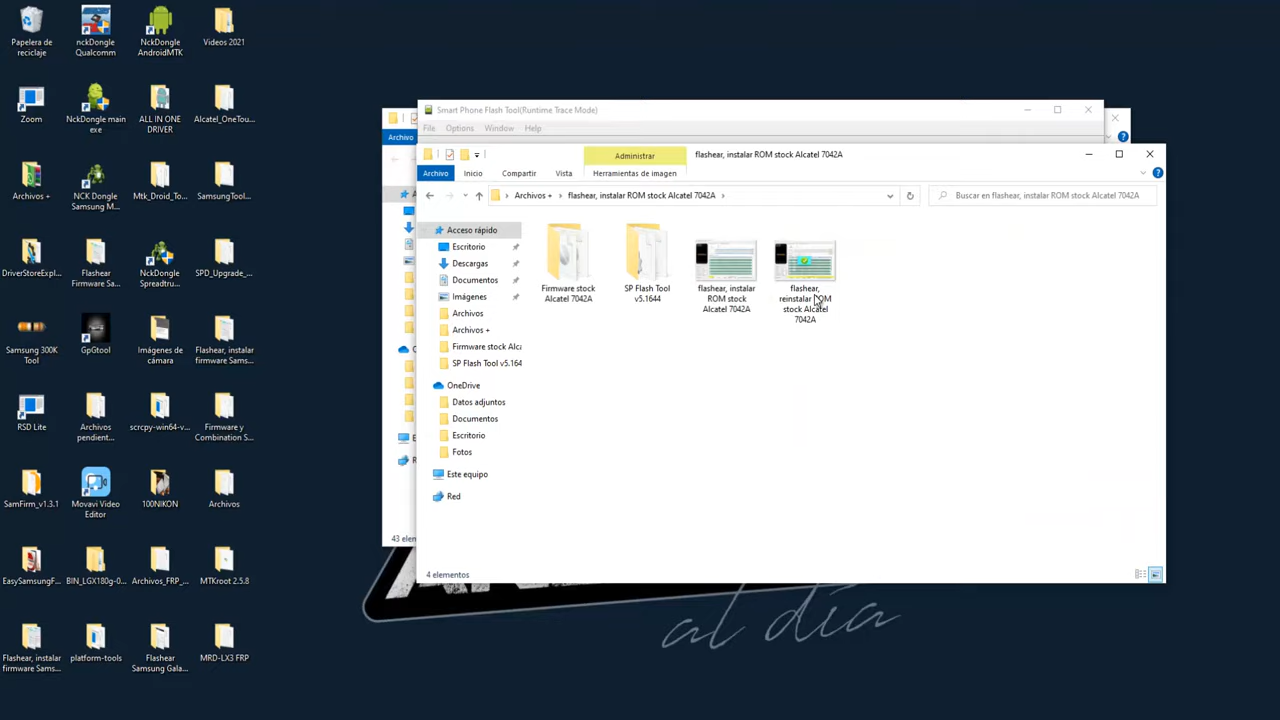 Papelera de
reciclaje
nckDongle
Qualcomm
NckDongle
AndroidMTK
Videos 2021
Zoom
NckDongle main
exe
ALL IN ONE
DRIVER
Alcatel_OneTou...
Archivos +
NCK Dongle
Samsung M...
Mtk_Droid_To...
SamsungTool...
DriverStoreExpl...
Flashear
Firmware Sa...
NckDongle
Spreadtru...
SPD_Upgrade_...
Samsung 300K
Tool
GpGtool
Imágenes de
cámara
Flashear, instalar
firmware Sams...
RSD Lite
Archivos
pendient...
scrcpy-win64-v...
Firmware y
Combination S...
SamFirm_v1.3.1
Movavi Video
Editor
100NIKON
Archivos
EasySamsungF...
BIN_LGX180g-0...
Archivos_FRP_...
MTKroot 2.5.8
Flashear, instalar
firmware Sams...
platform-tools
Flashear
Samsung Gala...
MRD-LX3 FRP
Smart Phone Flash Tool(Runtime Trace Mode)
File Options Window Help
Archivo
43 elem
Administrar
flashear, instalar ROM stock Alcatel 7042A
Archivo Inicio Compartir Vista Herramientas de imagen
Archivos + > flashear, instalar ROM stock Alcatel 7042A >
Buscar en flashear, instalar ROM stock Alcatel 7042A
Acceso rápido
Escritorio
Descargas
Documentos
Imágenes
Archivos
Archivos +
Firmware stock Alca
SP Flash Tool v5.164
OneDrive
Datos adjuntos
Documentos
Escritorio
Fotos
Este equipo
Red
Firmware stock
Alcatel 7042A
SP Flash Tool
v5.1644
flashear, instalar
ROM stock
Alcatel 7042A
flashear,
reinstalar ROM
stock Alcatel
7042A
4 elementos
al día